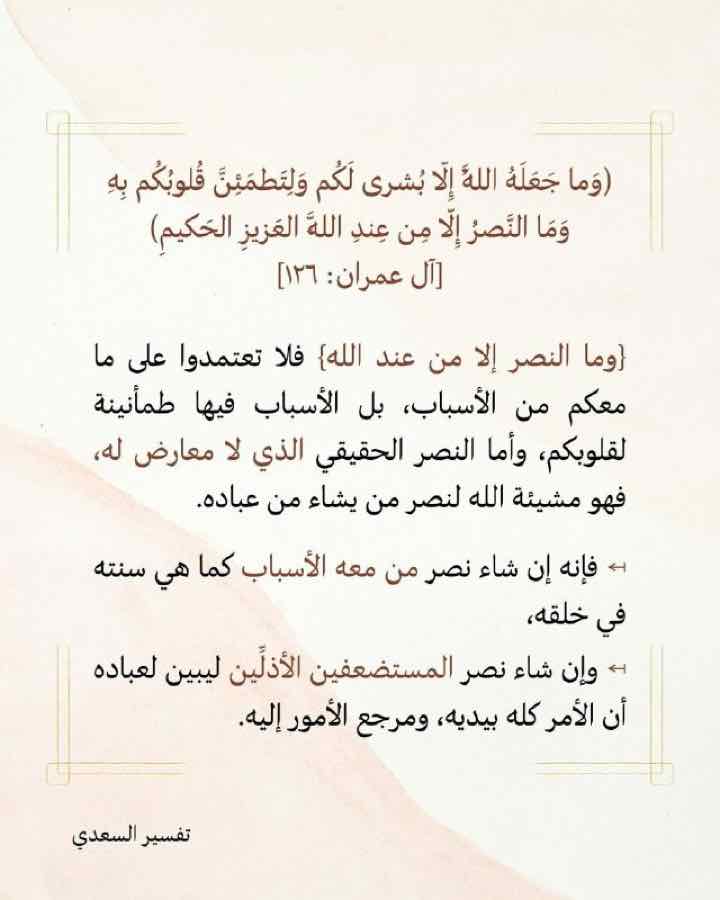 (وَما جَعَلَهُ اللهُ إِلّا بُشرى لَكُم وَلِتَطمَئِنَّ قُلوبُكُم بِهِ
وَمَا النَّصرُ إِلّا مِن عِندِ اللهِ العَزيزِ الحَكيمِ)
[آل عمران: ١٢٦]
{وما النصر إلا من عند الله} فلا تعتمدوا على ما
معكم من الأسباب، بل الأسباب فيها طمأنينة
لقلوبكم، وأما النصر الحقيقي الذي لا معارض له،
فهو مشيئة الله لنصر من يشاء من عباده.
↤ فإنه إن شاء نصر من معه الأسباب كما هي سنته
في خلقه،
↤ وإن شاء نصر المستضعفين الأذلِّين ليبين لعباده
أن الأمر كله بيديه، ومرجع الأمور إليه.
تفسير السعدي